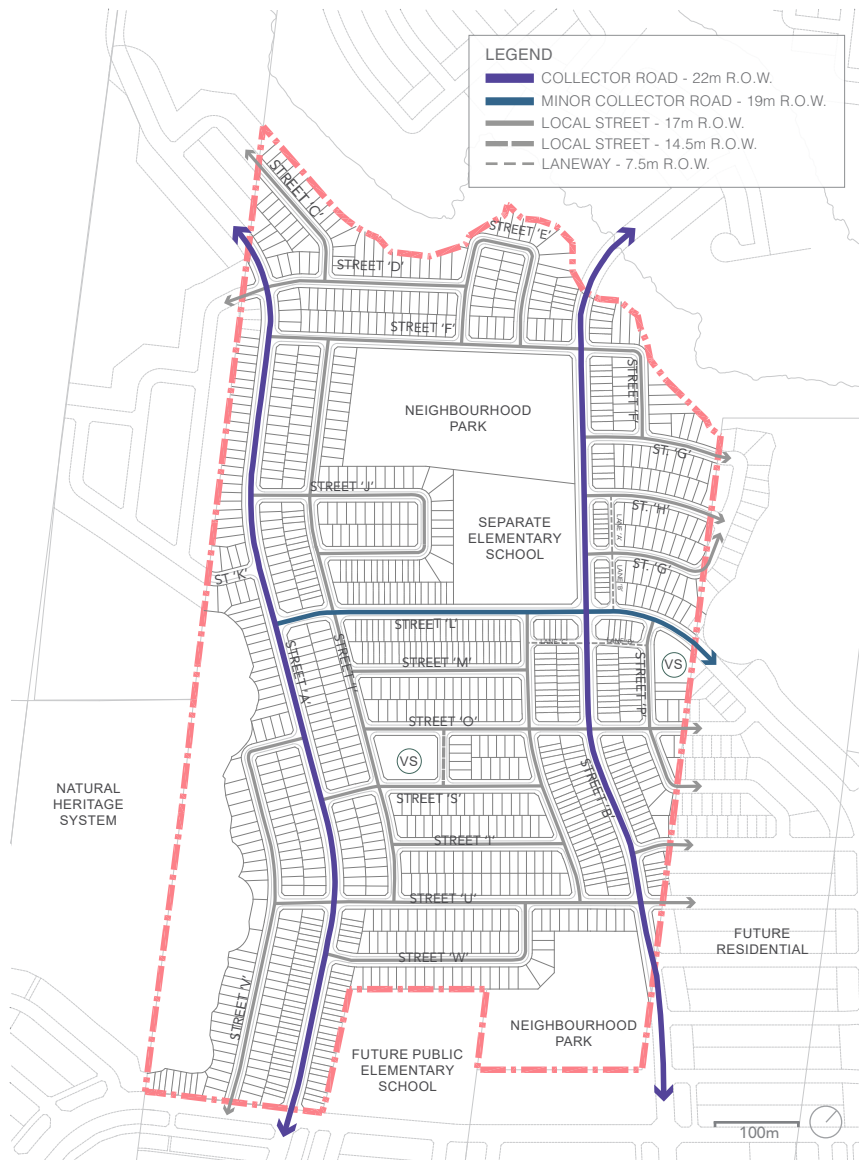 LEGEND
COLLECTOR ROAD - 22m R.O.W.
MINOR COLLECTOR ROAD - 19m R.O.W.
LOCAL STREET - 17m R.O.W.
LOCAL STREET - 14.5m R.O.W.
LANEWAY - 7.5m R.O.W.
STREET 'C'
STREET 'E'
STREET 'D'
STREET 'F'
STREET 'F'
NEIGHBOURHOOD
PARK
ST. 'G'
STREET 'J'
ST. 'H'
SEPARATE
ELEMENTARY
SCHOOL
LANE 'A'
ST. 'G'
LANE 'B'
ST 'K'
STREET 'L'
STREET 'I'
STREET 'A'
STREET 'M'
STREET 'P'
VS
STREET 'O'
VS
STREET 'B'
NATURAL
HERITAGE
SYSTEM
STREET 'S'
STREET 'T'
STREET 'U'
FUTURE
RESIDENTIAL
STREET 'W'
STREET 'V'
NEIGHBOURHOOD
PARK
FUTURE PUBLIC
ELEMENTARY
SCHOOL
100m